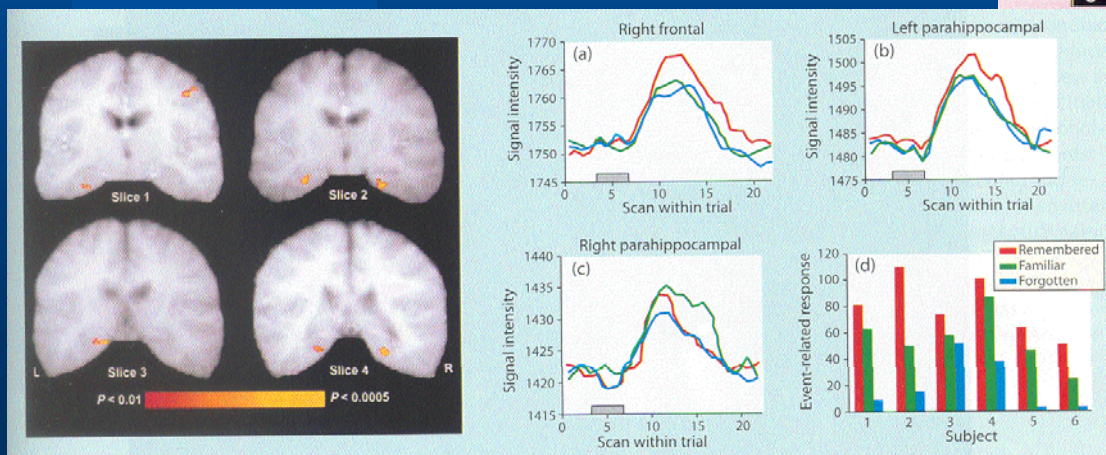 Slice 1
Slice 2
Slice 3
Slice 4
L
R
P < 0.01
P < 0.0005
Right frontal
(a)
Signal intensity
1770
1765
1760
1755
1750
1745
0 5 10 15 20
Scan within trial
Left parahippocampal
(b)
Signal intensity
1505
1500
1495
1490
1485
1480
1475
0 5 10 15 20
Scan within trial
Right parahippocampal
(c)
Signal intensity
1440
1435
1430
1425
1420
1415
0 5 10 15 20
Scan within trial
(d)
Remembered
Familiar
Forgotten
Event-related response
120
100
80
60
40
20
0
1 2 3 4 5 6
Subject